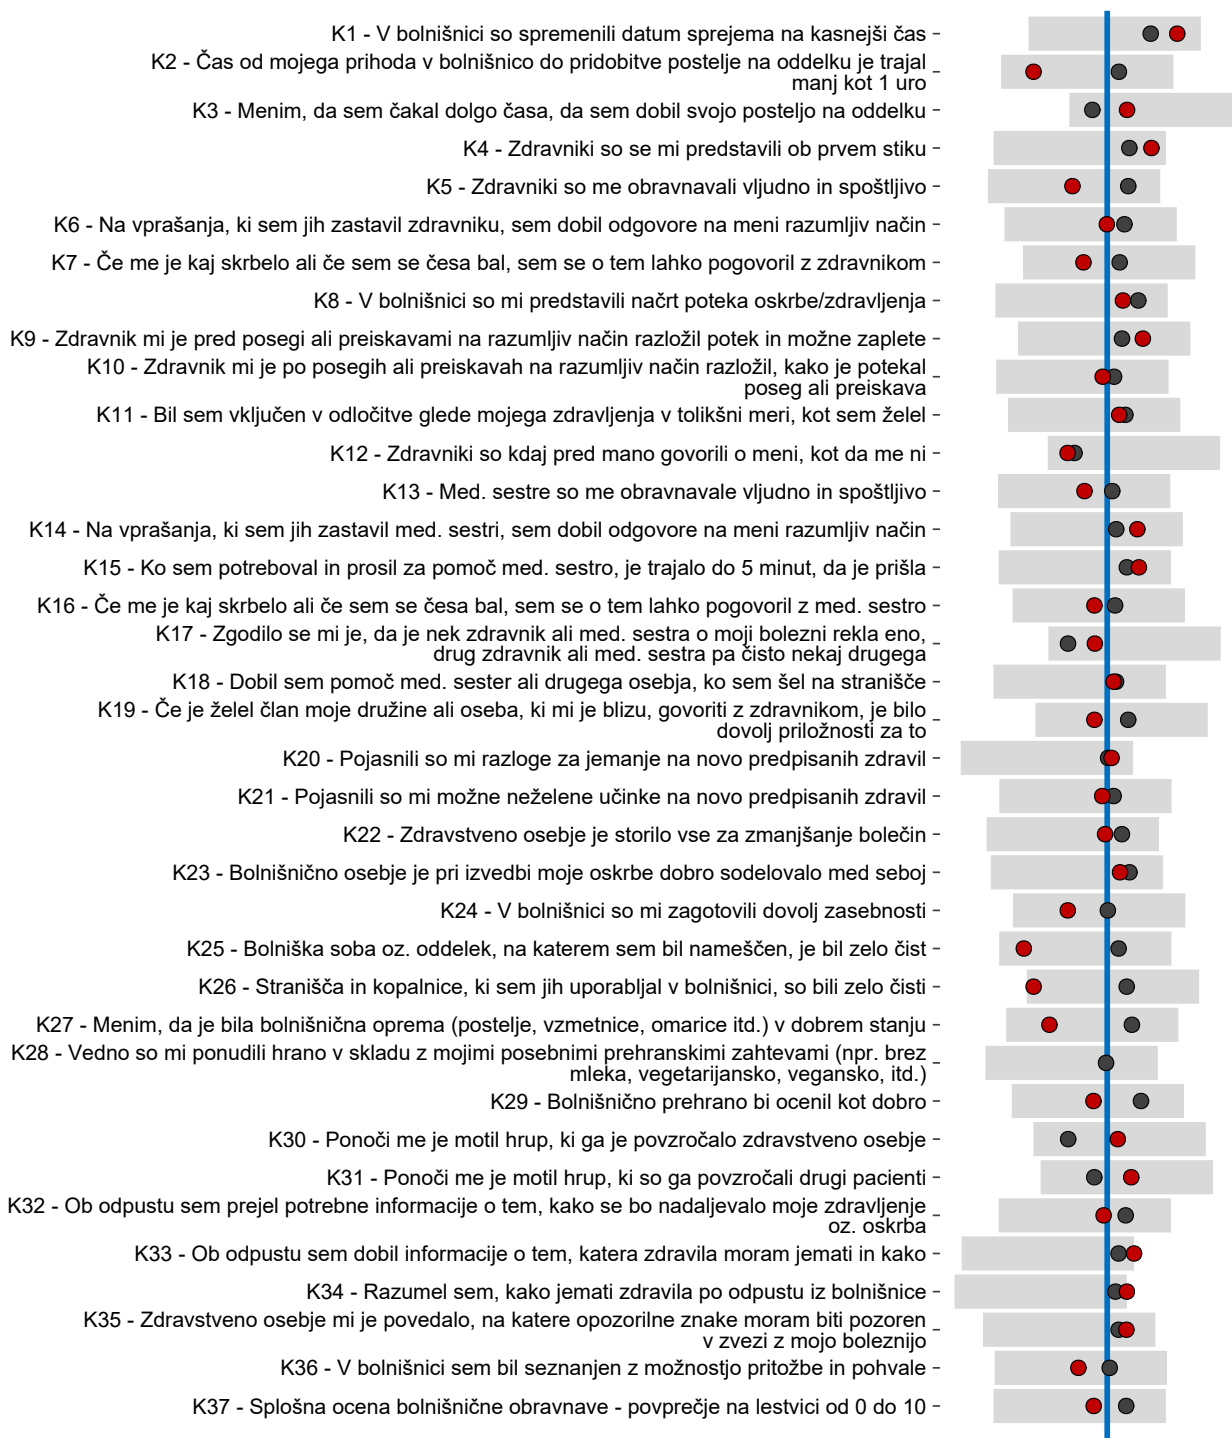 K1 - V bolnišnici so spremenili datum sprejema na kasnejši čas
K2 - Čas od mojega prihoda v bolnišnico do pridobitve postelje na oddelku je trajal
manj kot 1 uro
K3 - Menim, da sem čakal dolgo časa, da sem dobil svojo posteljo na oddelku
K4 - Zdravniki so se mi predstavili ob prvem stiku
K5 - Zdravniki so me obravnavali vljudno in spoštljivo
K6 - Na vprašanja, ki sem jih zastavil zdravniku, sem dobil odgovore na meni razumljiv način
K7 - Če me je kaj skrbelo ali če sem se česa bal, sem se o tem lahko pogovoril z zdravnikom
K8 - V bolnišnici so mi predstavili načrt poteka oskrbe/zdravljenja
K9 - Zdravnik mi je pred posegi ali preiskavami na razumljiv način razložil potek in možne zaplete
K10 - Zdravnik mi je po posegih ali preiskavah na razumljiv način razložil, kako je potekal
poseg ali preiskava
K11 - Bil sem vključen v odločitve glede mojega zdravljenja v tolikšni meri, kot sem želel
K12 - Zdravniki so kdaj pred mano govorili o meni, kot da me ni
K13 - Med. sestre so me obravnavale vljudno in spoštljivo
K14 - Na vprašanja, ki sem jih zastavil med. sestri, sem dobil odgovore na meni razumljiv način
K15 - Ko sem potreboval in prosil za pomoč med. sestro, je trajalo do 5 minut, da je prišla
K16 - Če me je kaj skrbelo ali če sem se česa bal, sem se o tem lahko pogovoril z med. sestro
K17 - Zgodilo se mi je, da je nek zdravnik ali med. sestra o moji bolezni rekla eno,
drug zdravnik ali med. sestra pa čisto nekaj drugega
K18 - Dobil sem pomoč med. sester ali drugega osebja, ko sem šel na stranišče
K19 - Če je želel član moje družine ali oseba, ki mi je blizu, govoriti z zdravnikom, je bilo
dovolj priložnosti za to
K20 - Pojasnili so mi razloge za jemanje na novo predpisanih zdravil
K21 - Pojasnili so mi možne neželene učinke na novo predpisanih zdravil
K22 - Zdravstveno osebje je storilo vse za zmanjšanje bolečin
K23 - Bolnišnično osebje je pri izvedbi moje oskrbe dobro sodelovalo med seboj
K24 - V bolnišnici so mi zagotovili dovolj zasebnosti
K25 - Bolniška soba oz. oddelek, na katerem sem bil nameščen, je bil zelo čist
K26 - Stranišča in kopalnice, ki sem jih uporabljal v bolnišnici, so bili zelo čisti
K27 - Menim, da je bila bolnišnična oprema (postelje, vzmetnice, omarice itd.) v dobrem stanju
K28 - Vedno so mi ponudili hrano v skladu z mojimi posebnimi prehranskimi zahtevami (npr. brez
mleka, vegetarijansko, vegansko, itd.)
K29 - Bolnišnično prehrano bi ocenil kot dobro
K30 - Ponoči me je motil hrup, ki ga je povzročalo zdravstveno osebje
K31 - Ponoči me je motil hrup, ki so ga povzročali drugi pacienti
K32 - Ob odpustu sem prejel potrebne informacije o tem, kako se bo nadaljevalo moje zdravljenje
oz. oskrba
K33 - Ob odpustu sem dobil informacije o tem, katera zdravila moram jemati in kako
K34 - Razumel sem, kako jemati zdravila po odpustu iz bolnišnice
K35 - Zdravstveno osebje mi je povedalo, na katere opozorilne znake moram biti pozoren
v zvezi z mojo boleznijo
K36 - V bolnišnici sem bil seznanjen z možnostjo pritožbe in pohvale
K37 - Splošna ocena bolnišnične obravnave - povprečje na lestvici od 0 do 10